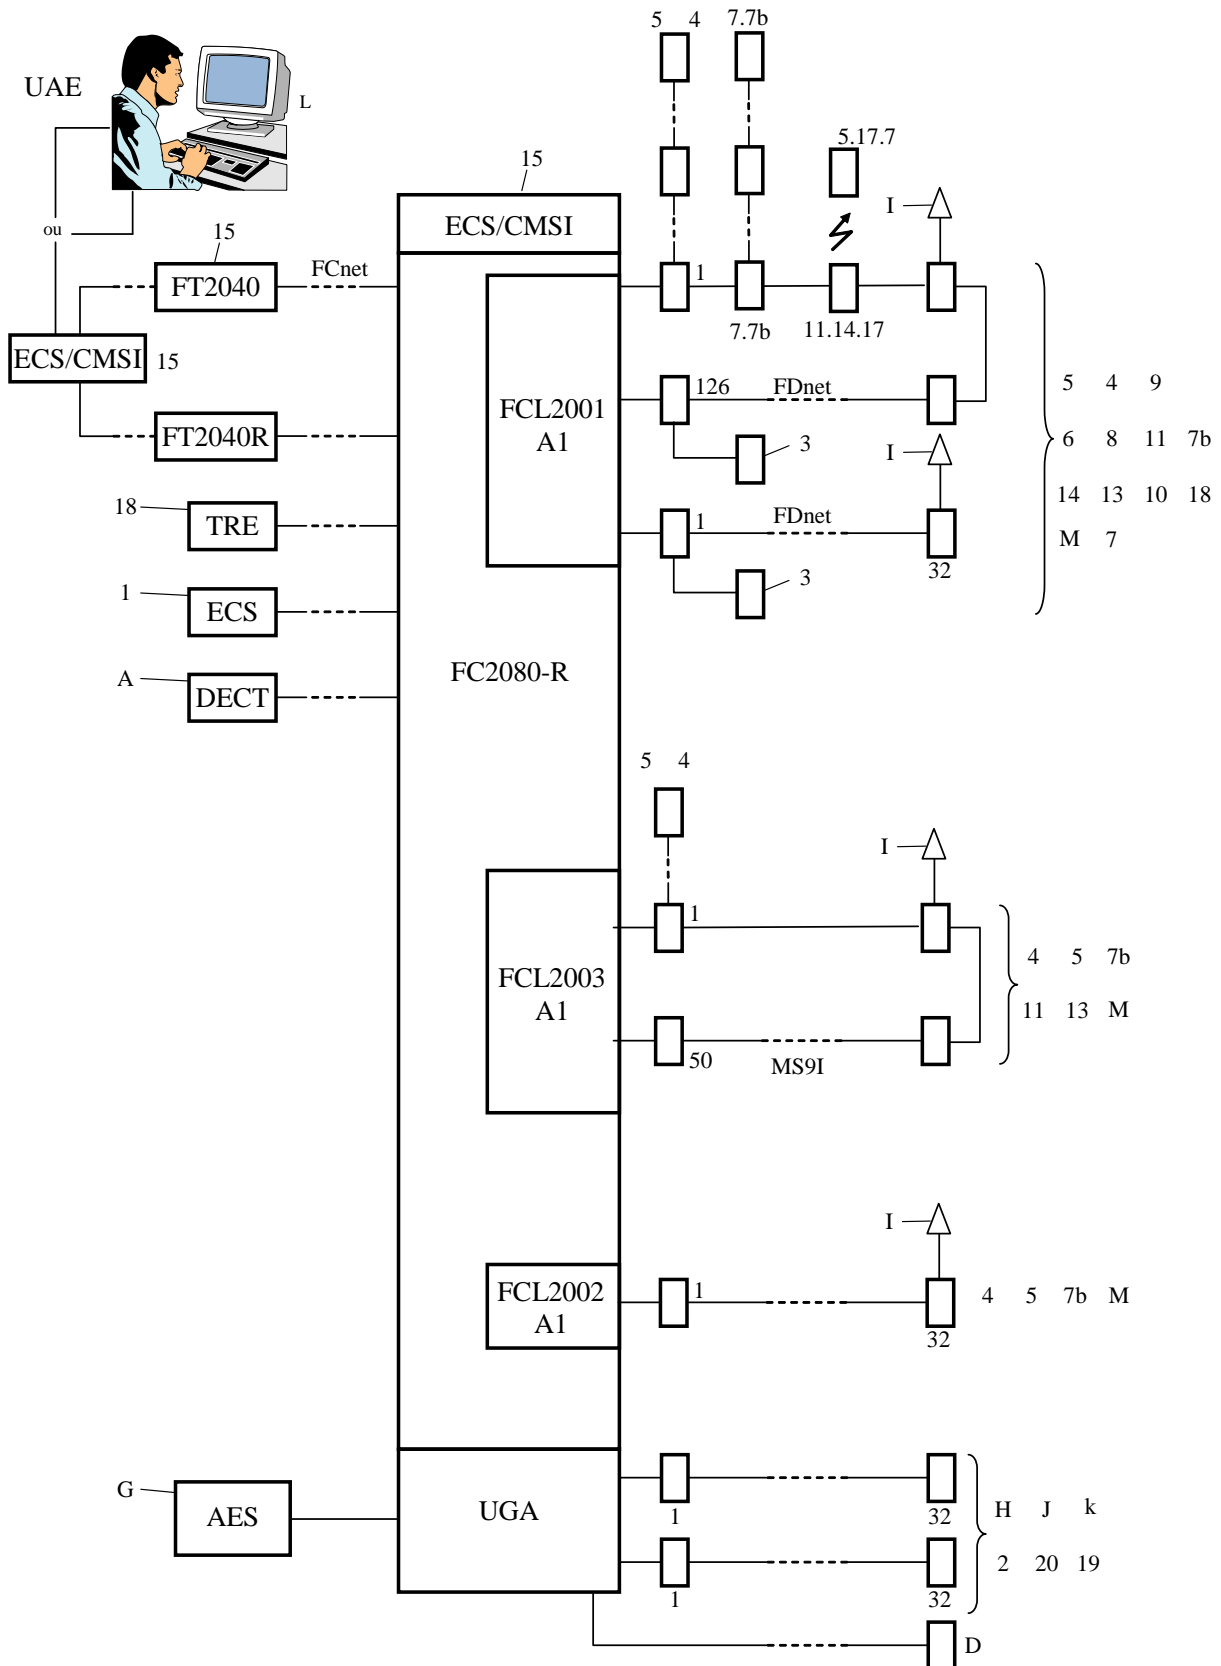 5 4 7.7b
UAE
L
5.17.7
15
I
ECS/CMSI
ou
15
FT2040
FCnet
1
7.7b
11.14.17
ECS/CMSI
15
FCL2001
A1
126
FDnet
5 4 9
FT2040R
3
I
6 8 11 7b
14 13 10 18
18
TRE
1
FDnet
M 7
32
1
ECS
3
A
DECT
FC2080-R
5 4
I
1
FCL2003
A1
4 5 7b
11 13 M
50
MS9I
I
FCL2002
A1
1
4 5 7b M
32
G
AES
UGA
1
32
H J k
2 20 19
1
32
D